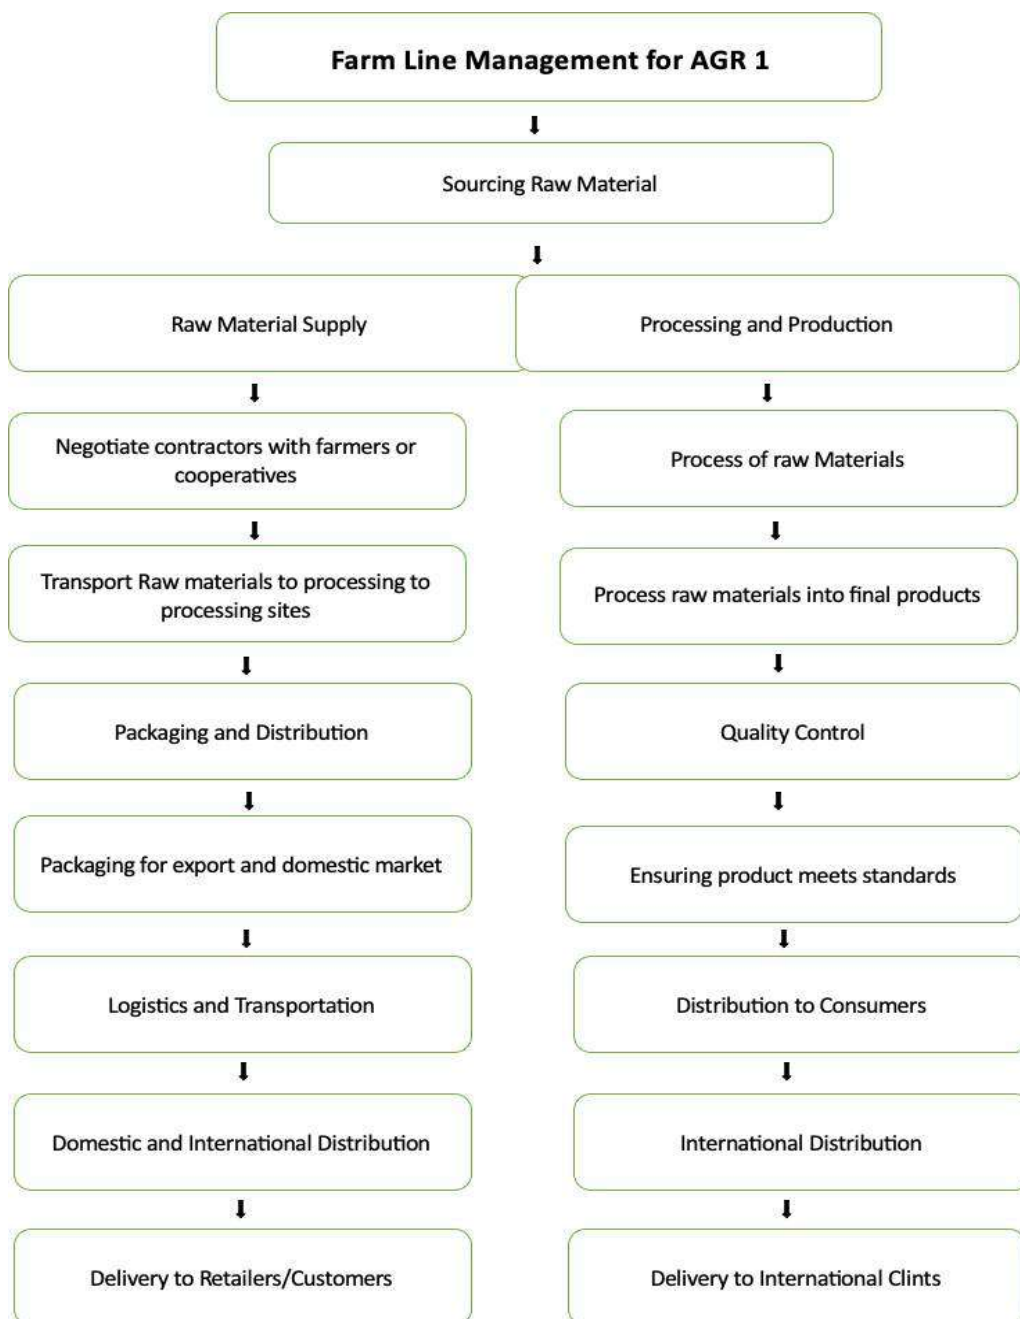 Farm Line Management for AGR 1
Sourcing Raw Material
Raw Material Supply
Processing and Production
Negotiate contractors with farmers or
cooperatives
Process of raw Materials
Transport Raw materials to processing to
processing sites
Process raw materials into final products
Packaging and Distribution
Quality Control
Packaging for export and domestic market
Ensuring product meets standards
Logistics and Transportation
Distribution to Consumers
Domestic and International Distribution
International Distribution
Delivery to Retailers/Customers
Delivery to International Clints